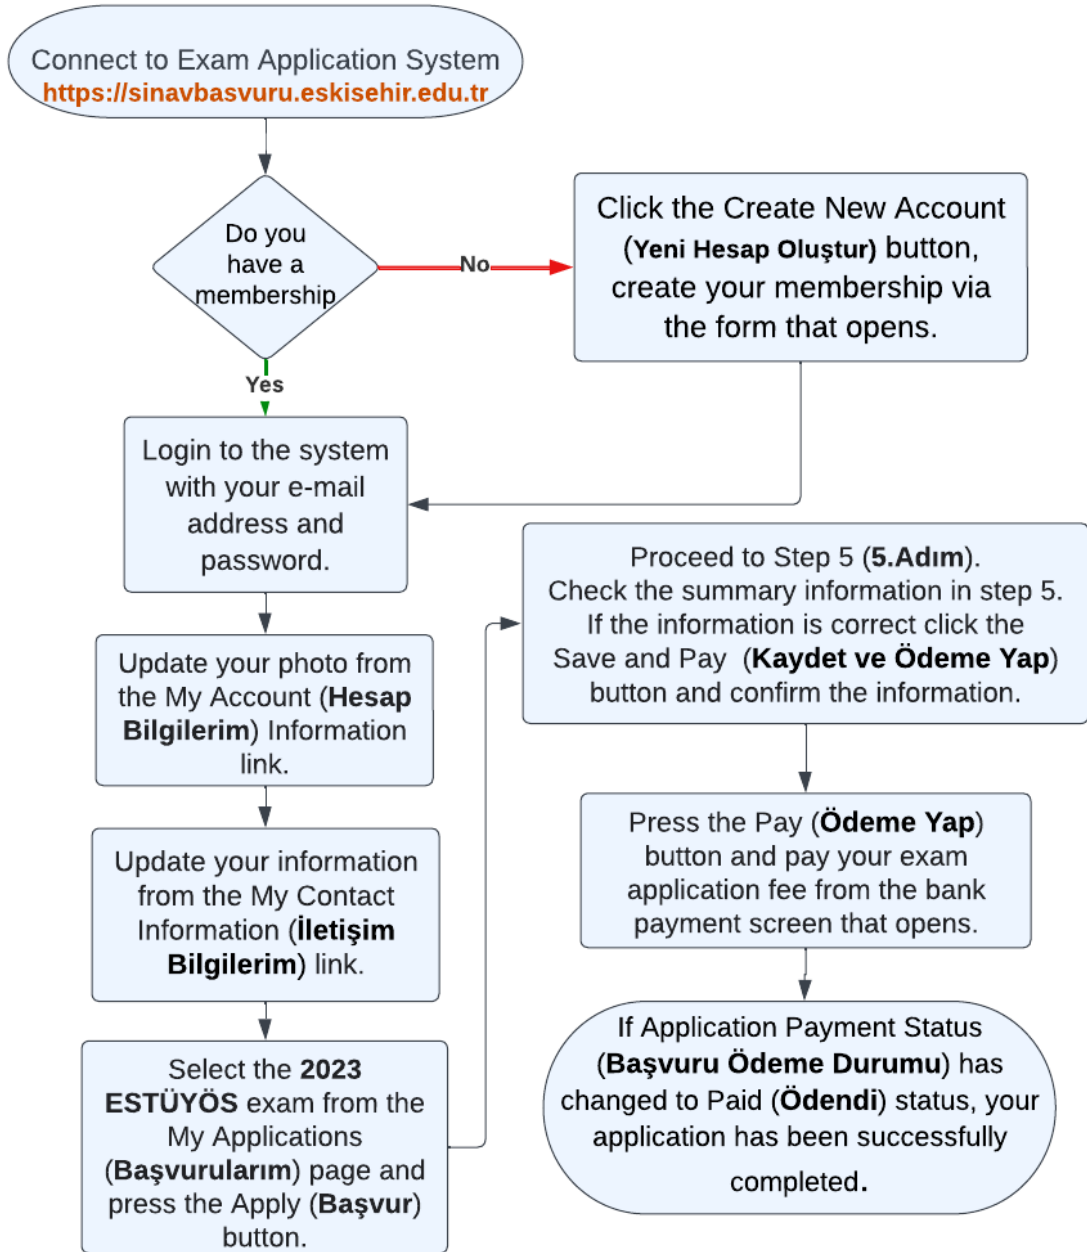 Connect to Exam Application System
https://sinavbasvuru.eskisehir.edu.tr
Do you
have a
membership
No
Click the Create New Account
(Yeni Hesap Oluştur) button,
create your membership via
the form that opens.
Yes
Login to the system
with your e-mail
address and
password.
Update your photo from
the My Account (Hesap
Bilgilerim) Information
link.
Update your information
from the My Contact
Information (İletişim
Bilgilerim) link.
Select the 2023
ESTÜYÖS exam from the
My Applications
(Başvurularım) page and
press the Apply (Başvur)
button.
Proceed to Step 5 (5.Adım).
Check the summary information in step 5.
If the information is correct click the
Save and Pay (Kaydet ve Ödeme Yap)
button and confirm the information.
Press the Pay (Ödeme Yap)
button and pay your exam
application fee from the bank
payment screen that opens.
If Application Payment Status
(Başvuru Ödeme Durumu) has
changed to Paid (Ödendi) status, your
application has been successfully
completed.